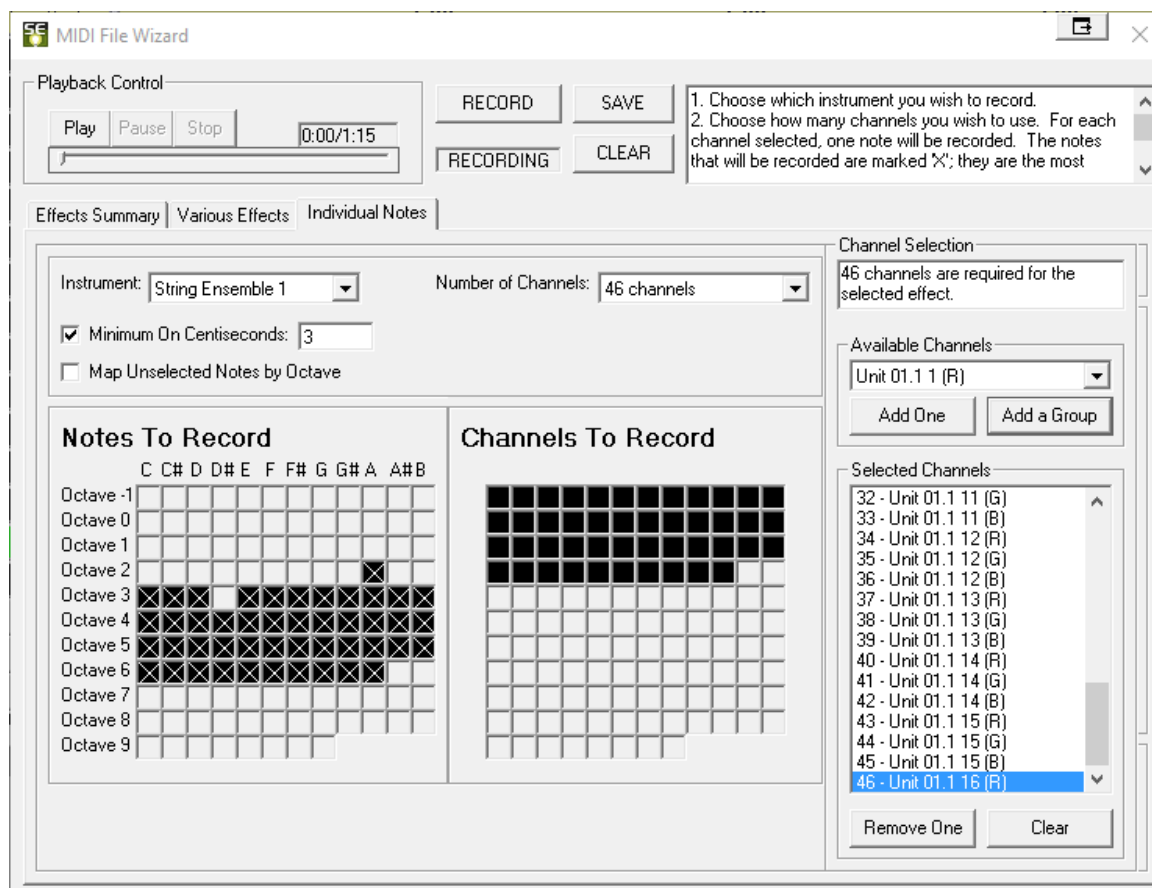 MIDI File Wizard
Playback Control
Play Pause Stop 0:00/1:15
RECORD SAVE
RECORDING CLEAR
1. Choose which instrument you wish to record.
2. Choose how many channels you wish to use. For each
channel selected, one note will be recorded. The notes
that will be recorded are marked 'X'; they are the most
Effects Summary Various Effects Individual Notes
Instrument: String Ensemble 1 Number of Channels: 46 channels
Minimum On Centiseconds: 3
Map Unselected Notes by Octave
Notes To Record
C C# D D# E F F# G G# A A# B
Octave -1
Octave 0
Octave 1
Octave 2
Octave 3
Octave 4
Octave 5
Octave 6
Octave 7
Octave 8
Octave 9
Channels To Record
Channel Selection
46 channels are required for the
selected effect.
Available Channels
Unit 01.1 1 (R)
Add One Add a Group
Selected Channels
32 - Unit 01.1 11 (G)
33 - Unit 01.1 11 (B)
34 - Unit 01.1 12 (R)
35 - Unit 01.1 12 (G)
36 - Unit 01.1 12 (B)
37 - Unit 01.1 13 (R)
38 - Unit 01.1 13 (G)
39 - Unit 01.1 13 (B)
40 - Unit 01.1 14 (R)
41 - Unit 01.1 14 (G)
42 - Unit 01.1 14 (B)
43 - Unit 01.1 15 (R)
44 - Unit 01.1 15 (G)
45 - Unit 01.1 15 (B)
46 - Unit 01.1 16 (R)
Remove One Clear